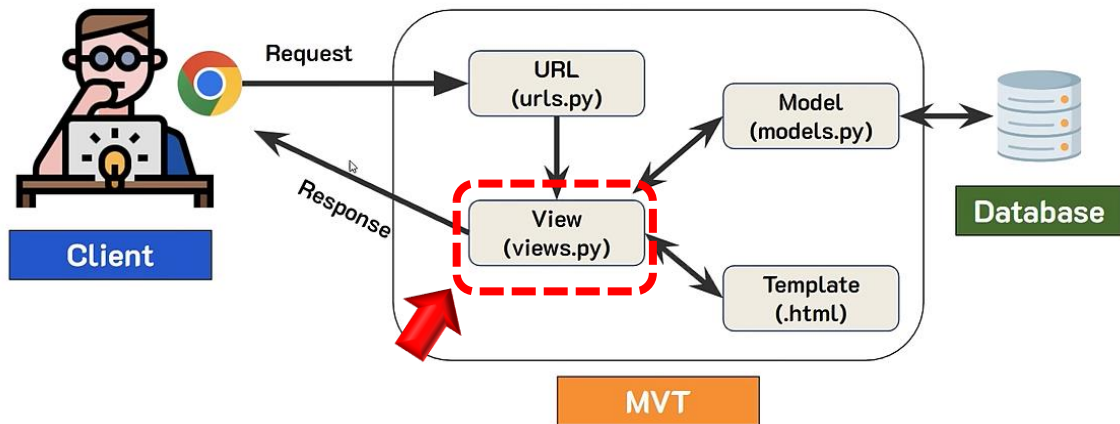 Request
URL
(urls.py)
Model
(models.py)
Response
View
(views.py)
Database
Client
Template
(.html)
MVT